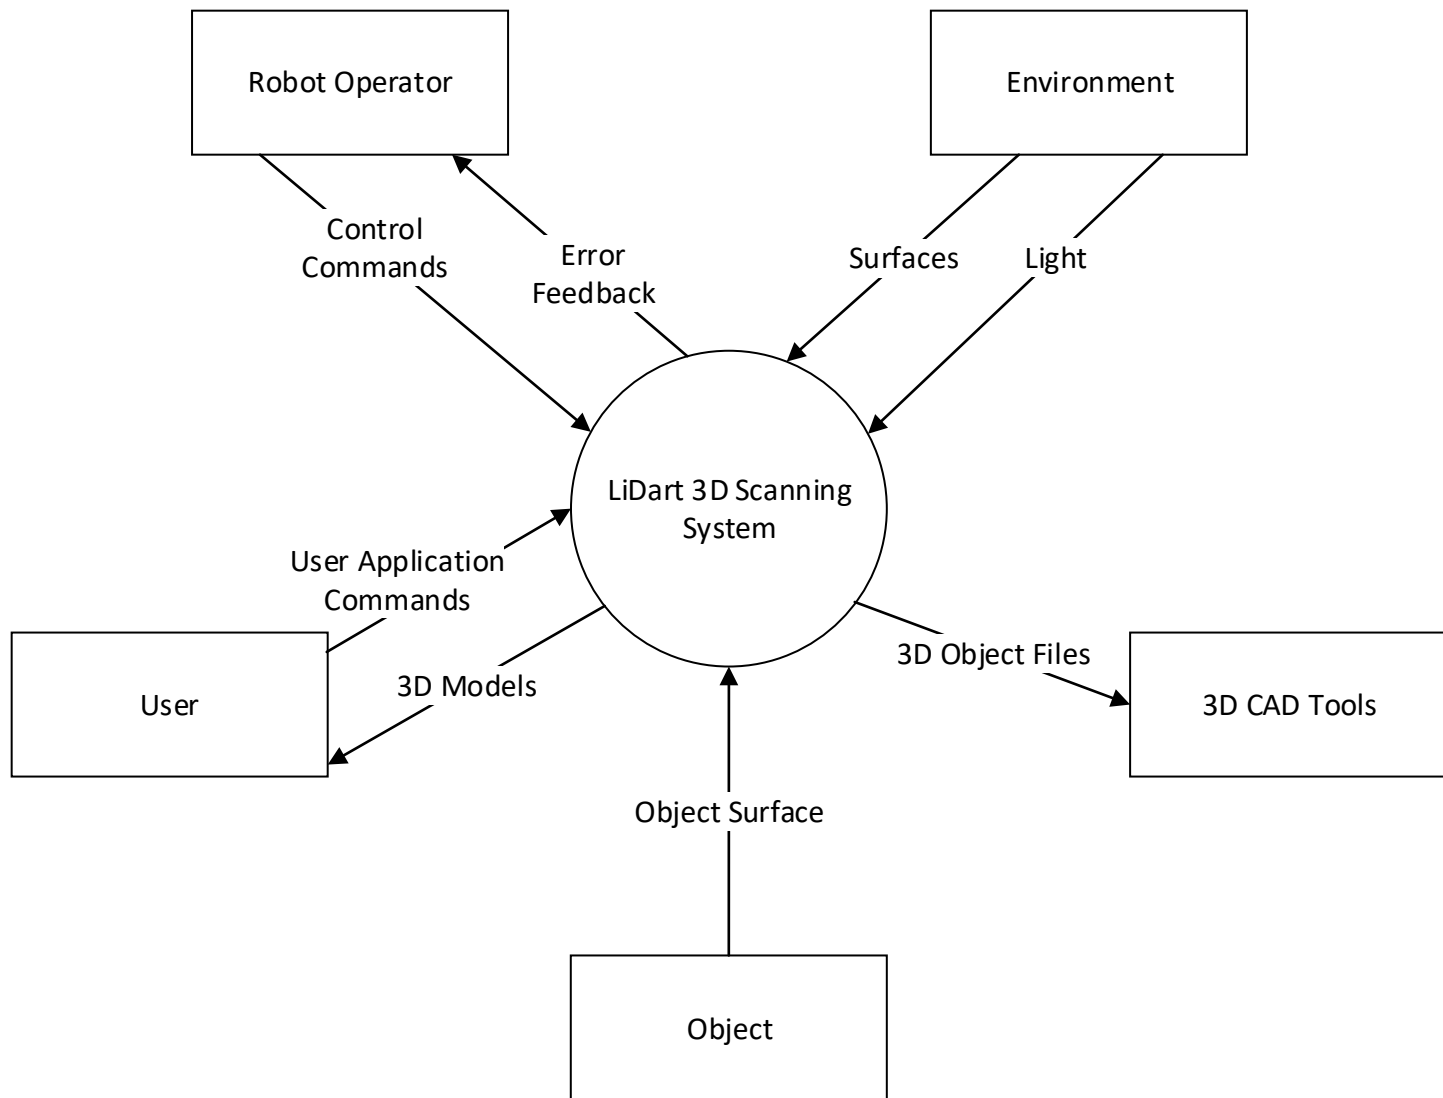 Robot Operator
Environment
Control
Commands
Error
Feedback
Surfaces
Light
LiDart 3D Scanning
System
User Application
Commands
3D Object Files
User
3D Models
3D CAD Tools
Object Surface
Object